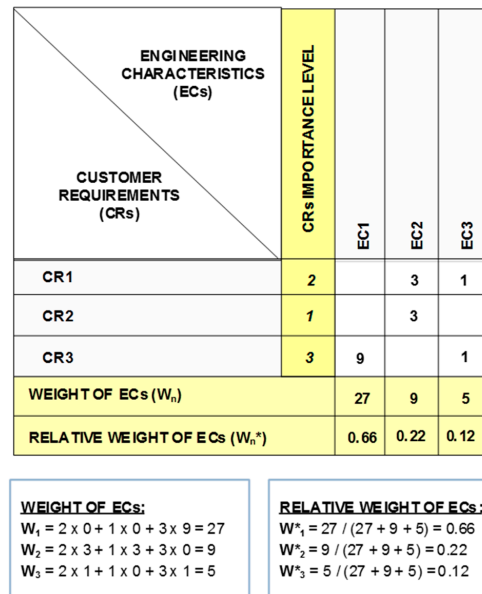 ENGINEERING
CHARACTERISTICS
(ECs)
CUSTOMER
REQUIREMENTS
(CRs)
CRs IMPORTANCE LEVEL
EC1
EC2
EC3
CR1 2 3 1
CR2 1 3
CR3 3 9 1
WEIGHT OF ECs (Wn) 27 9 5
RELATIVE WEIGHT OF ECs (Wn*) 0.66 0.22 0.12
WEIGHT OF ECs:
W₁ = 2 x 0 + 1 x 0 + 3 x 9 = 27
W₂ = 2 x 3 + 1 x 3 + 3 x 0 = 9
W₃ = 2 x 1 + 1 x 0 + 3 x 1 = 5
RELATIVE WEIGHT OF ECs:
W*₁ = 27 / (27 + 9 + 5) = 0.66
W*₂ = 9 / (27 + 9 + 5) = 0.22
W*₃ = 5 / (27 + 9 + 5) = 0.12